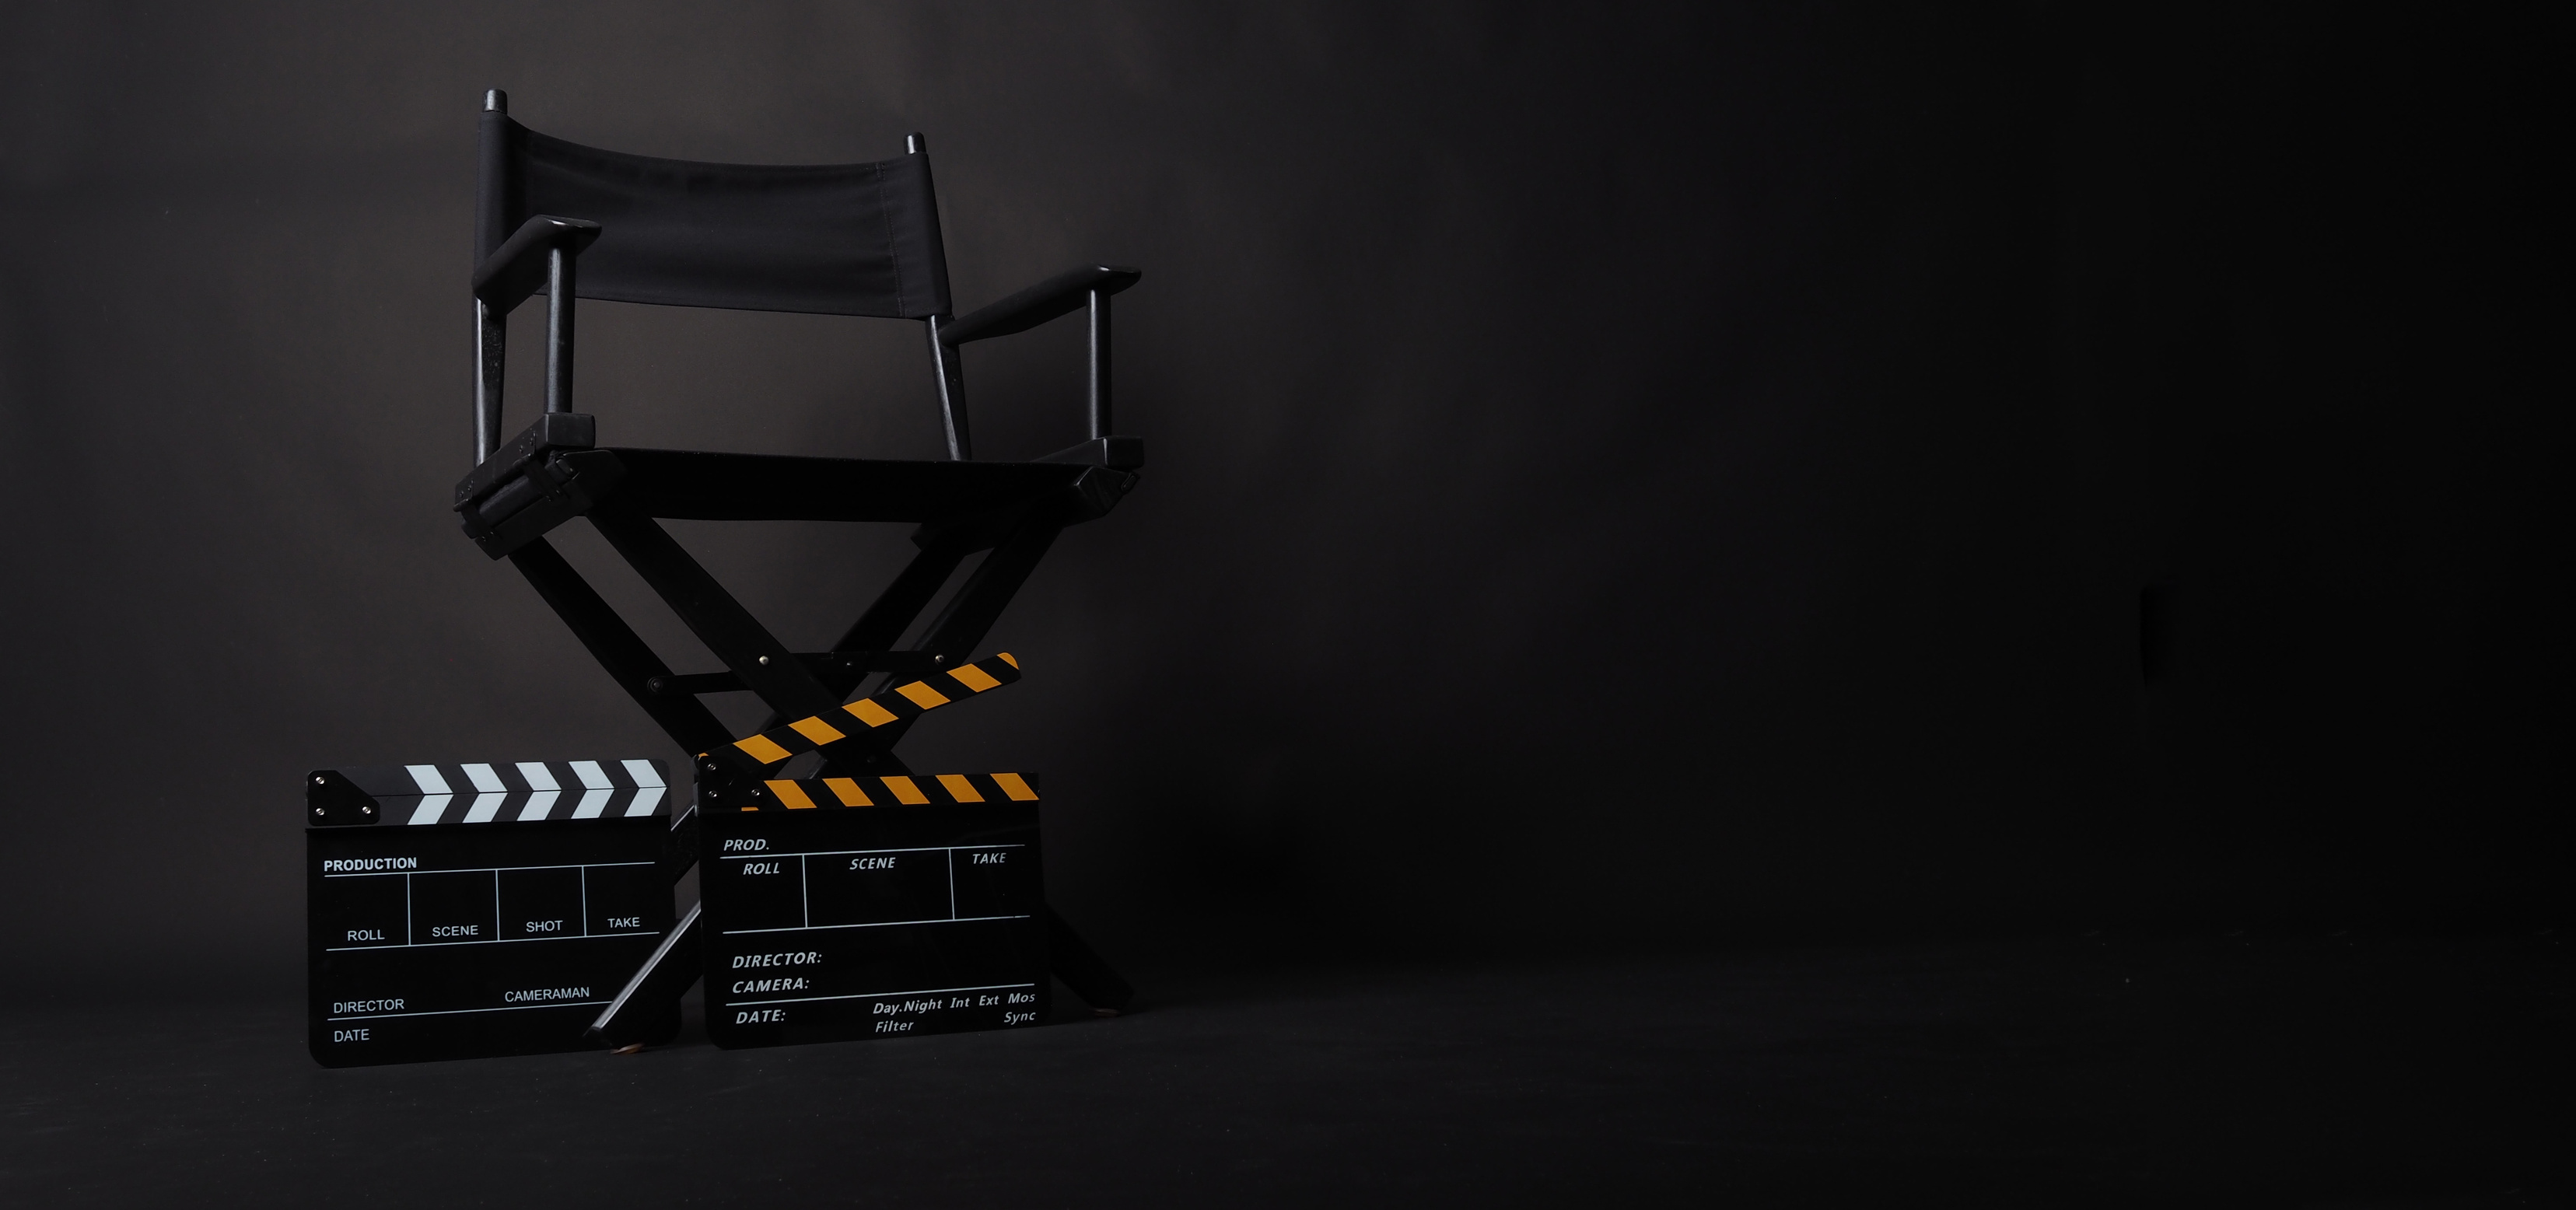 PRODUCTION
ROLL SCENE SHOT TAKE
DIRECTOR CAMERAMAN
DATE
PROD.
ROLL SCENE TAKE
DIRECTOR:
CAMERA:
DATE: Day.Night Int Ext Mos
Filter Sync